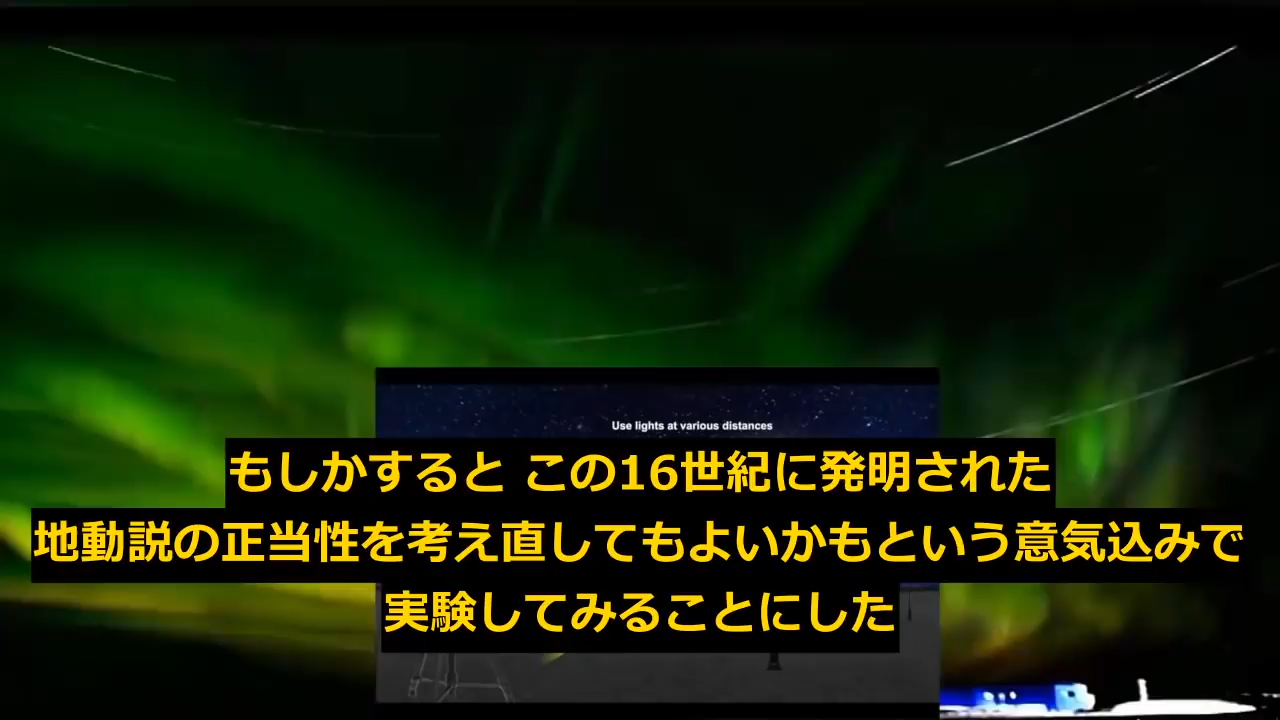 Use lights at various distances
もしかすると この16世紀に発明された
地動説の正当性を考え直してもよいかもという意気込みで
実験してみることにした